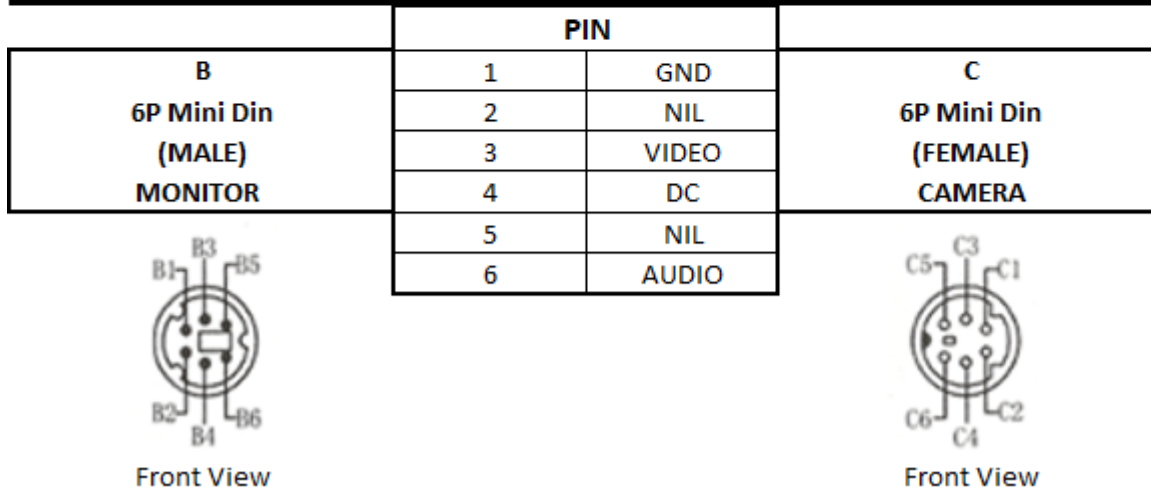 PIN
B 1 GND C
6P Mini Din 2 NIL 6P Mini Din
(MALE) 3 VIDEO (FEMALE)
MONITOR 4 DC CAMERA
5 NIL
6 AUDIO
B3
B1 B5
B2 B6
B4
Front View
C3
C5 C1
C6 C2
C4
Front View